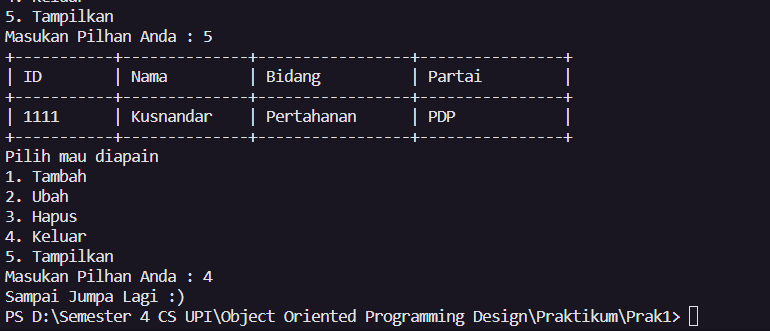 5. Tampilkan
Masukan Pilhan Anda : 5
+-----------+--------------+-----------------+---------------+
| ID        | Nama         | Bidang          | Partai        |
+-----------+--------------+-----------------+---------------+
| 1111      | Kusnandar    | Pertahanan      | PDP           |
+-----------+--------------+-----------------+---------------+
Pilih mau diapain
1. Tambah
2. Ubah
3. Hapus
4. Keluar
5. Tampilkan
Masukan Pilhan Anda : 4
Sampai Jumpa Lagi :)
PS D:\Semester 4 CS UPI\Object Oriented Programming Design\Praktikum\Prak1>